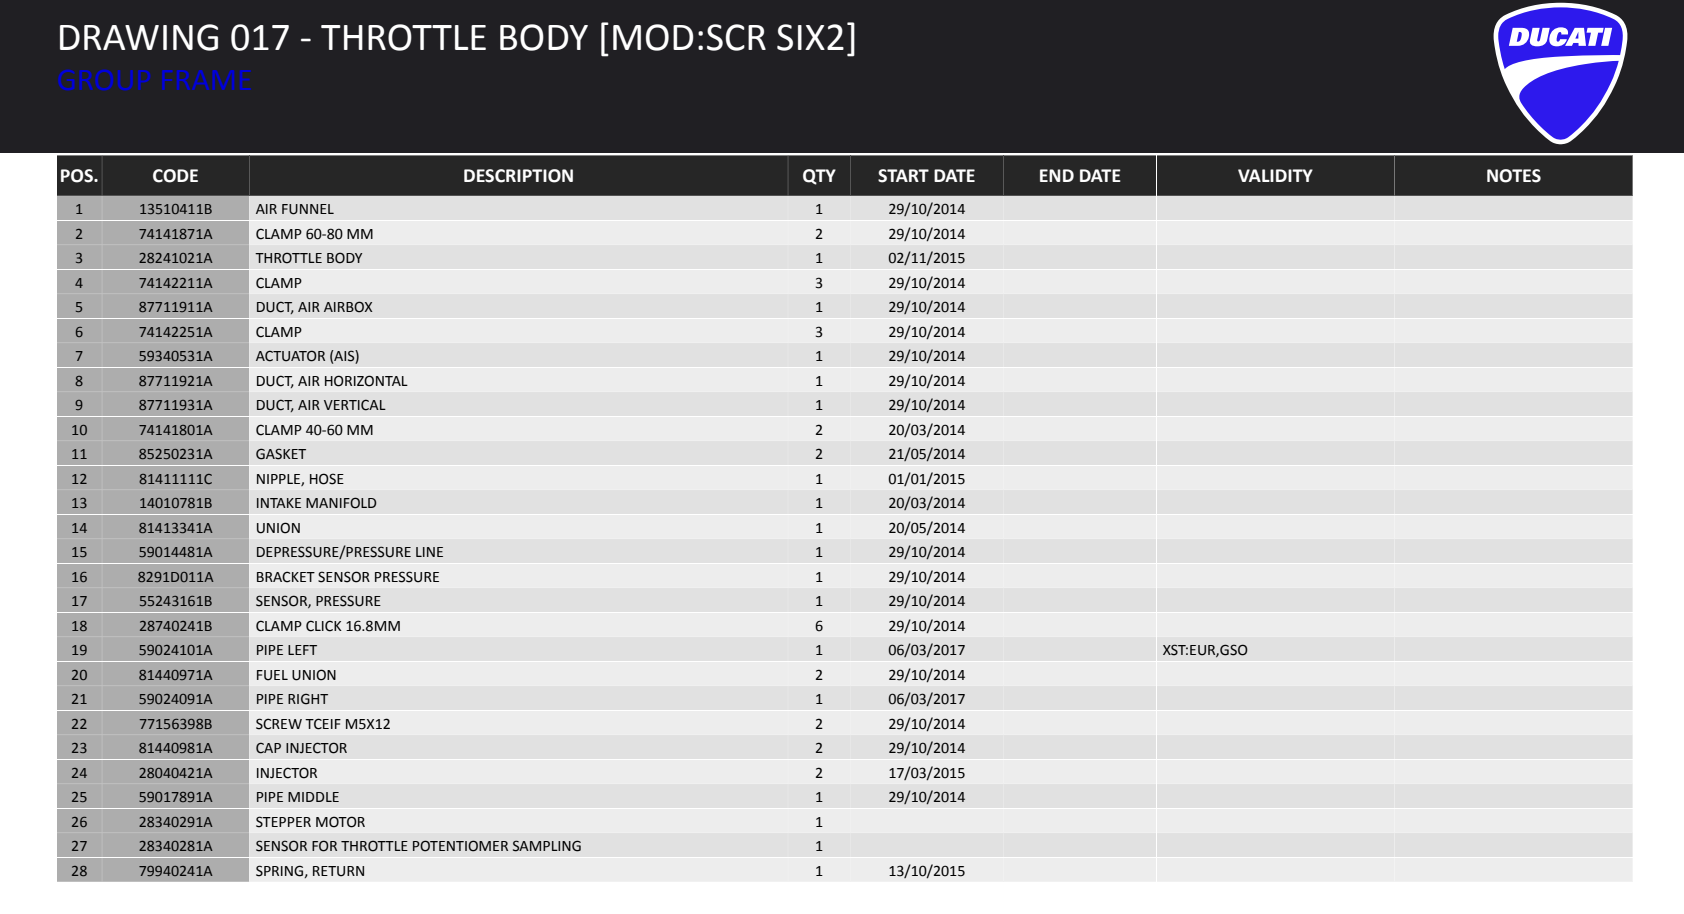 DRAWING 017 - THROTTLE BODY [MOD:SCR SIX2]
GROUP FRAME
DUCATI
POS. CODE DESCRIPTION QTY START DATE END DATE VALIDITY NOTES
1 13510411B AIR FUNNEL 1 29/10/2014
2 74141871A CLAMP 60-80 MM 2 29/10/2014
3 28241021A THROTTLE BODY 1 02/11/2015
4 74142211A CLAMP 3 29/10/2014
5 87711911A DUCT, AIR AIRBOX 1 29/10/2014
6 74142251A CLAMP 3 29/10/2014
7 59340531A ACTUATOR (AIS) 1 29/10/2014
8 87711921A DUCT, AIR HORIZONTAL 1 29/10/2014
9 87711931A DUCT, AIR VERTICAL 1 29/10/2014
10 74141801A CLAMP 40-60 MM 2 20/03/2014
11 85250231A GASKET 2 21/05/2014
12 81411111C NIPPLE, HOSE 1 01/01/2015
13 14010781B INTAKE MANIFOLD 1 20/03/2014
14 81413341A UNION 1 20/05/2014
15 59014481A DEPRESSURE/PRESSURE LINE 1 29/10/2014
16 8291D011A BRACKET SENSOR PRESSURE 1 29/10/2014
17 55243161B SENSOR, PRESSURE 1 29/10/2014
18 28740241B CLAMP CLICK 16.8MM 6 29/10/2014
19 59024101A PIPE LEFT 1 06/03/2017 XST:EUR,GSO
20 81440971A FUEL UNION 2 29/10/2014
21 59024091A PIPE RIGHT 1 06/03/2017
22 77156398B SCREW TCEIF M5X12 2 29/10/2014
23 81440981A CAP INJECTOR 2 29/10/2014
24 28040421A INJECTOR 2 17/03/2015
25 59017891A PIPE MIDDLE 1 29/10/2014
26 28340291A STEPPER MOTOR 1
27 28340281A SENSOR FOR THROTTLE POTENTIOMER SAMPLING 1
28 79940241A SPRING, RETURN 1 13/10/2015